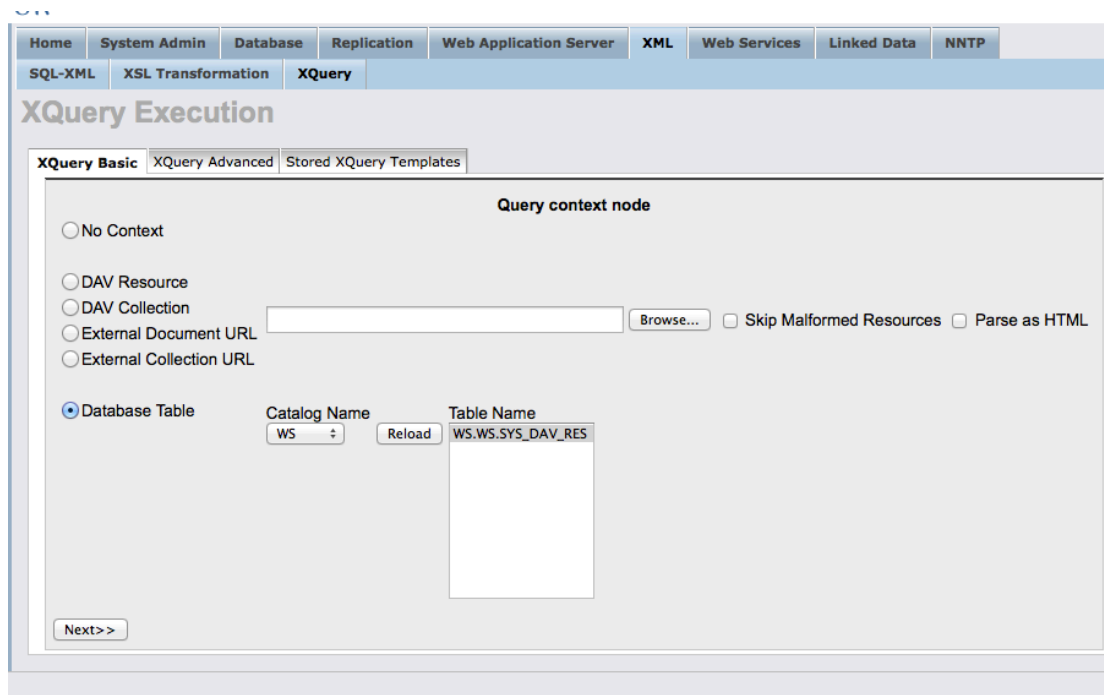 Home System Admin Database Replication Web Application Server XML Web Services Linked Data NNTP
SQL-XML XSL Transformation XQuery
XQuery Execution
XQuery Basic XQuery Advanced Stored XQuery Templates
Query context node
No Context
DAV Resource
DAV Collection
External Document URL
Browse... Skip Malformed Resources Parse as HTML
External Collection URL
Database Table
Catalog Name Table Name
WS Reload WS.WS.SYS_DAV_RES
Next>>